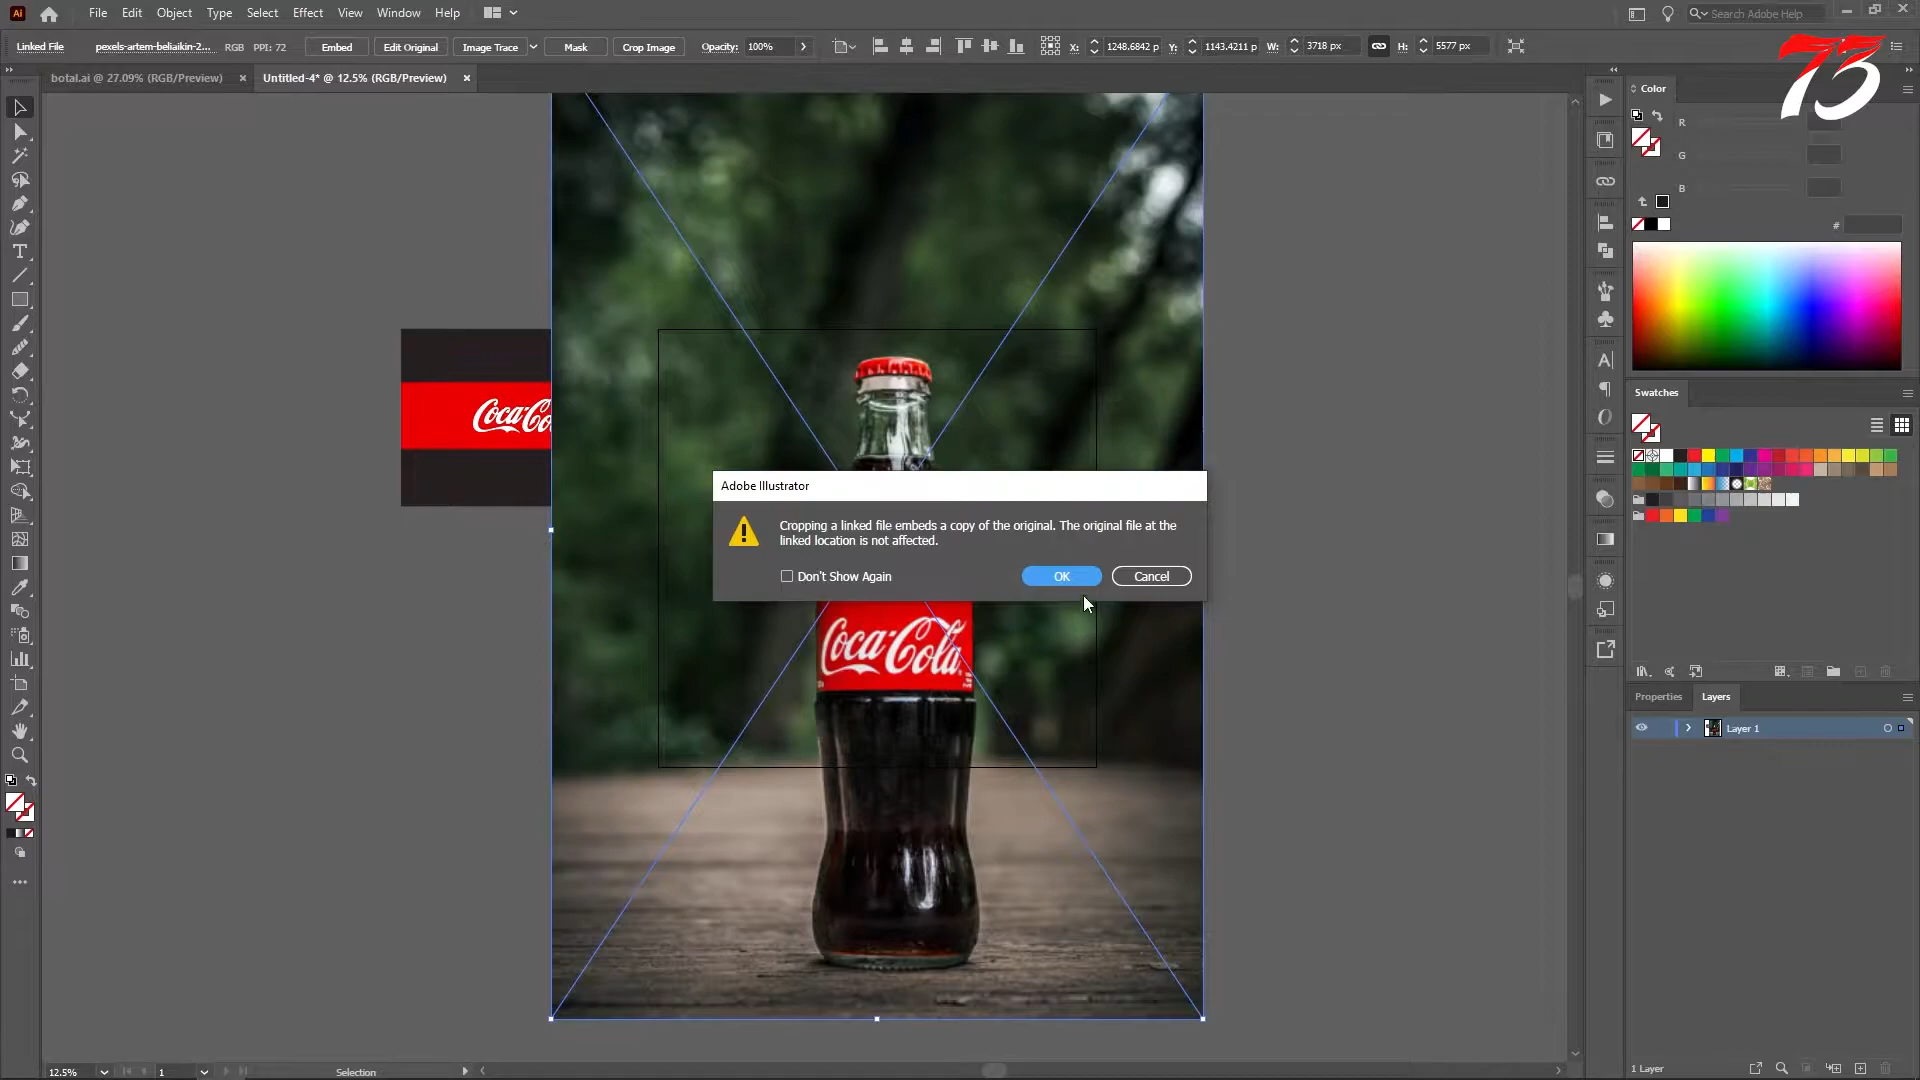 Ai File Edit Object Type Select Effect View Window Help Search Adobe Help
Linked File pexels-artem-beliaikin-2... RGB PPI: 72 Embed Edit Original Image Trace Mask Crop Image Opacity: 100% X: 1248.6842 p Y: 1143.4211 p W: 3718 px H: 5577 px
botal.ai @ 27.09% (RGB/Preview) × Untitled-4* @ 12.5% (RGB/Preview) ×
73
Color
R
G
B
#
Coca-Co
Swatches
Adobe Illustrator
Cropping a linked file embeds a copy of the original. The original file at the
linked location is not affected.
Don't Show Again OK Cancel
Coca-Cola
Properties Layers
Layer 1
12.5% 1 Selection 1 Layer